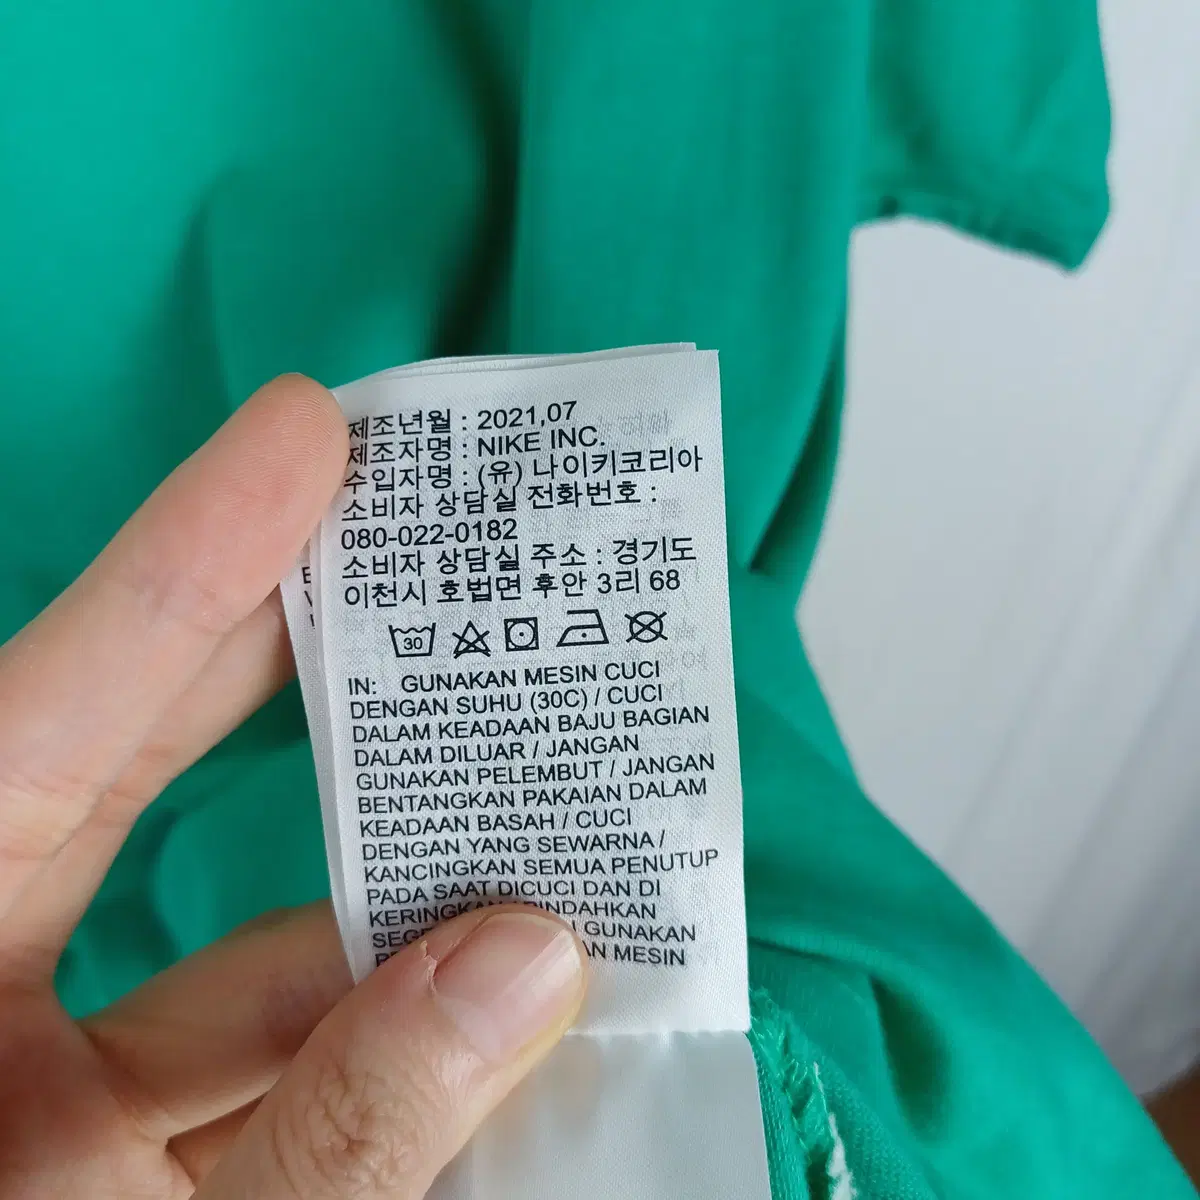 제조년월 : 2021,07
제조자명 : NIKE INC.
수입자명 : (유) 나이키코리아
소비자 상담실 전화번호 :
080-022-0182
소비자 상담실 주소 : 경기도
이천시 호법면 후안 3리 68
30
IN: GUNAKAN MESIN CUCI
DENGAN SUHU (30C) / CUCI
DALAM KEADAAN BAJU BAGIAN
DALAM DILUAR / JANGAN
GUNAKAN PELEMBUT / JANGAN
BENTANGKAN PAKAIAN DALAM
KEADAAN BASAH / CUCI
DENGAN YANG SEWARNA /
KANCINGKAN SEMUA PENUTUP
PADA SAAT DICUCI DAN DI
KERINGKAN
GUNAKAN
MESIN